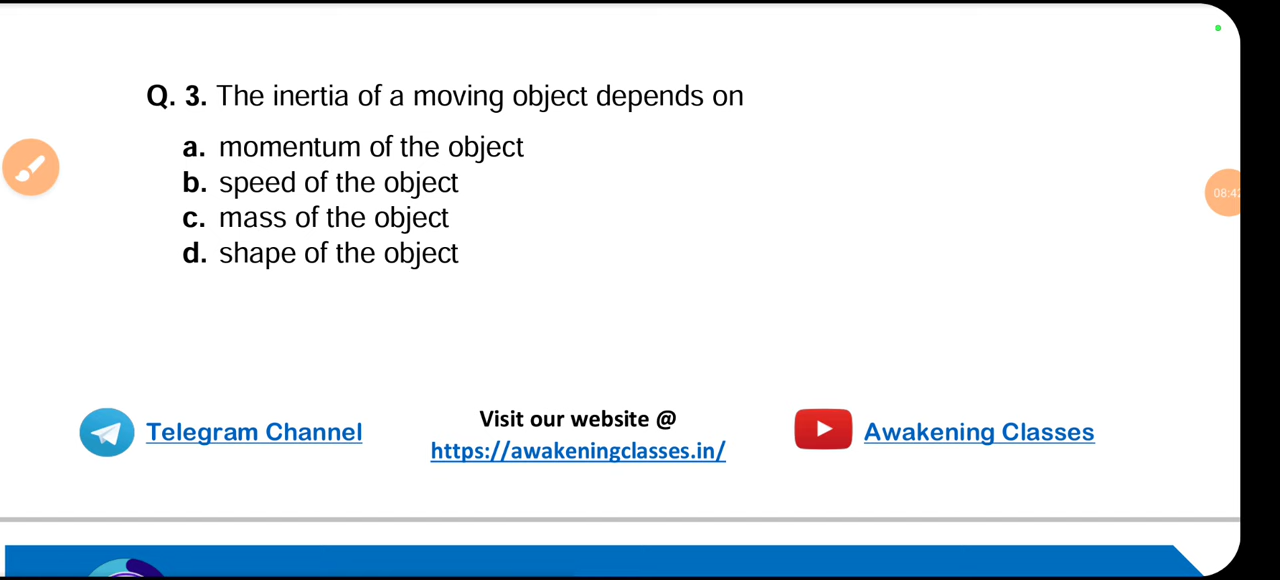 Q. 3. The inertia of a moving object depends on
a. momentum of the object
b. speed of the object
c. mass of the object
d. shape of the object
Telegram Channel
Visit our website @
https://awakeningclasses.in/
Awakening Classes